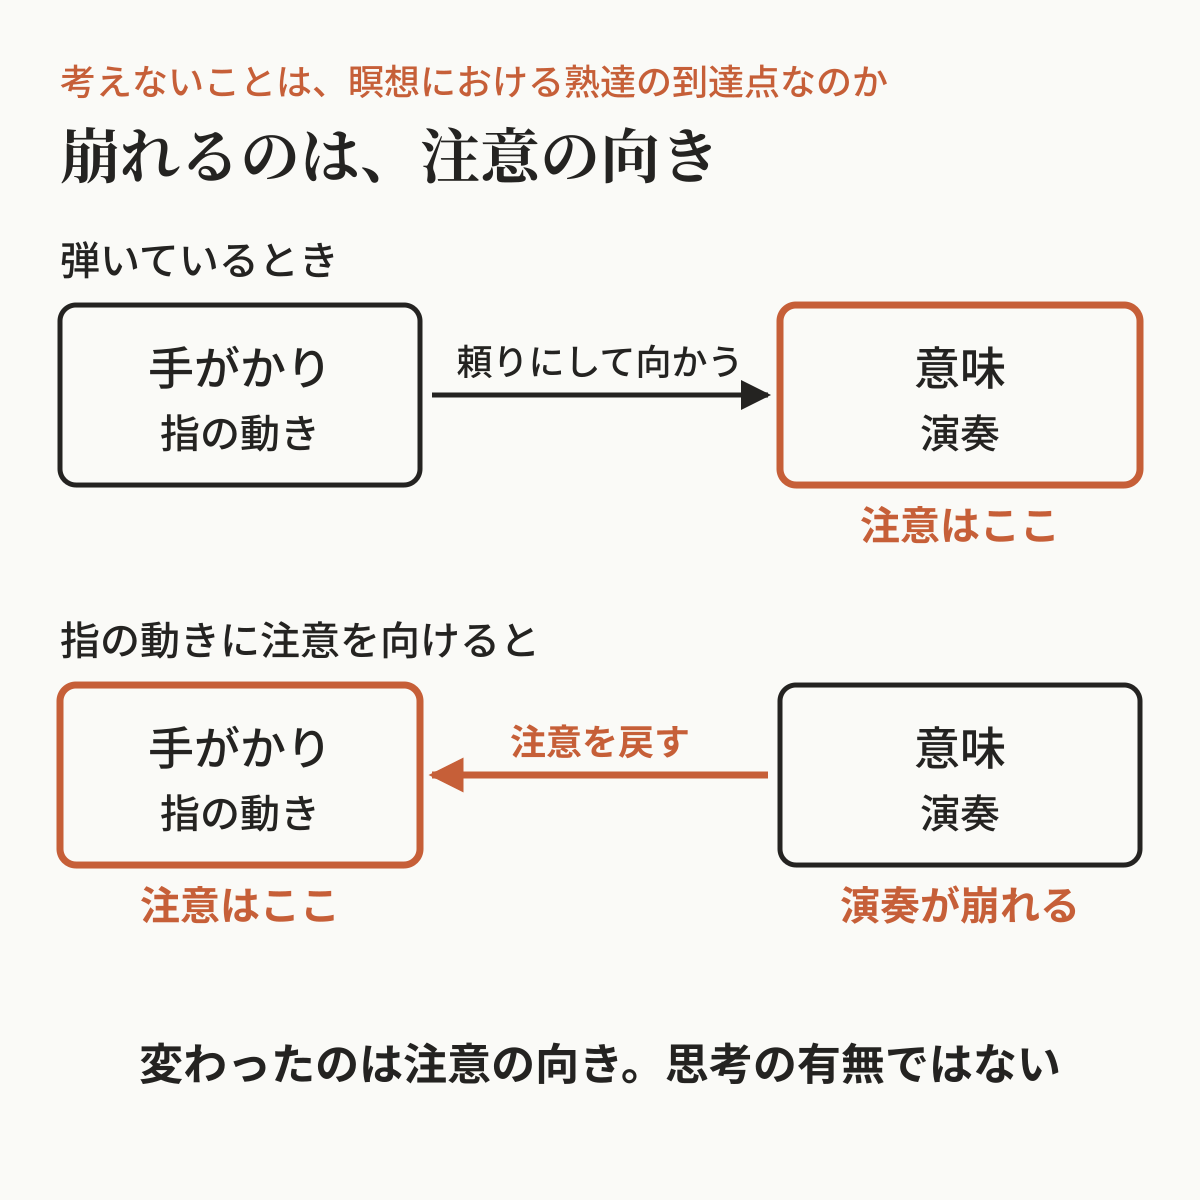 考えないことは、瞑想における熟達の到達点なのか
崩れるのは、注意の向き
弾いているとき
手がかり
指の動き
頼りにして向かう
意味
演奏
注意はここ
指の動きに注意を向けると
手がかり
指の動き
注意を戻す
意味
演奏
注意はここ
演奏が崩れる
変わったのは注意の向き。思考の有無ではない